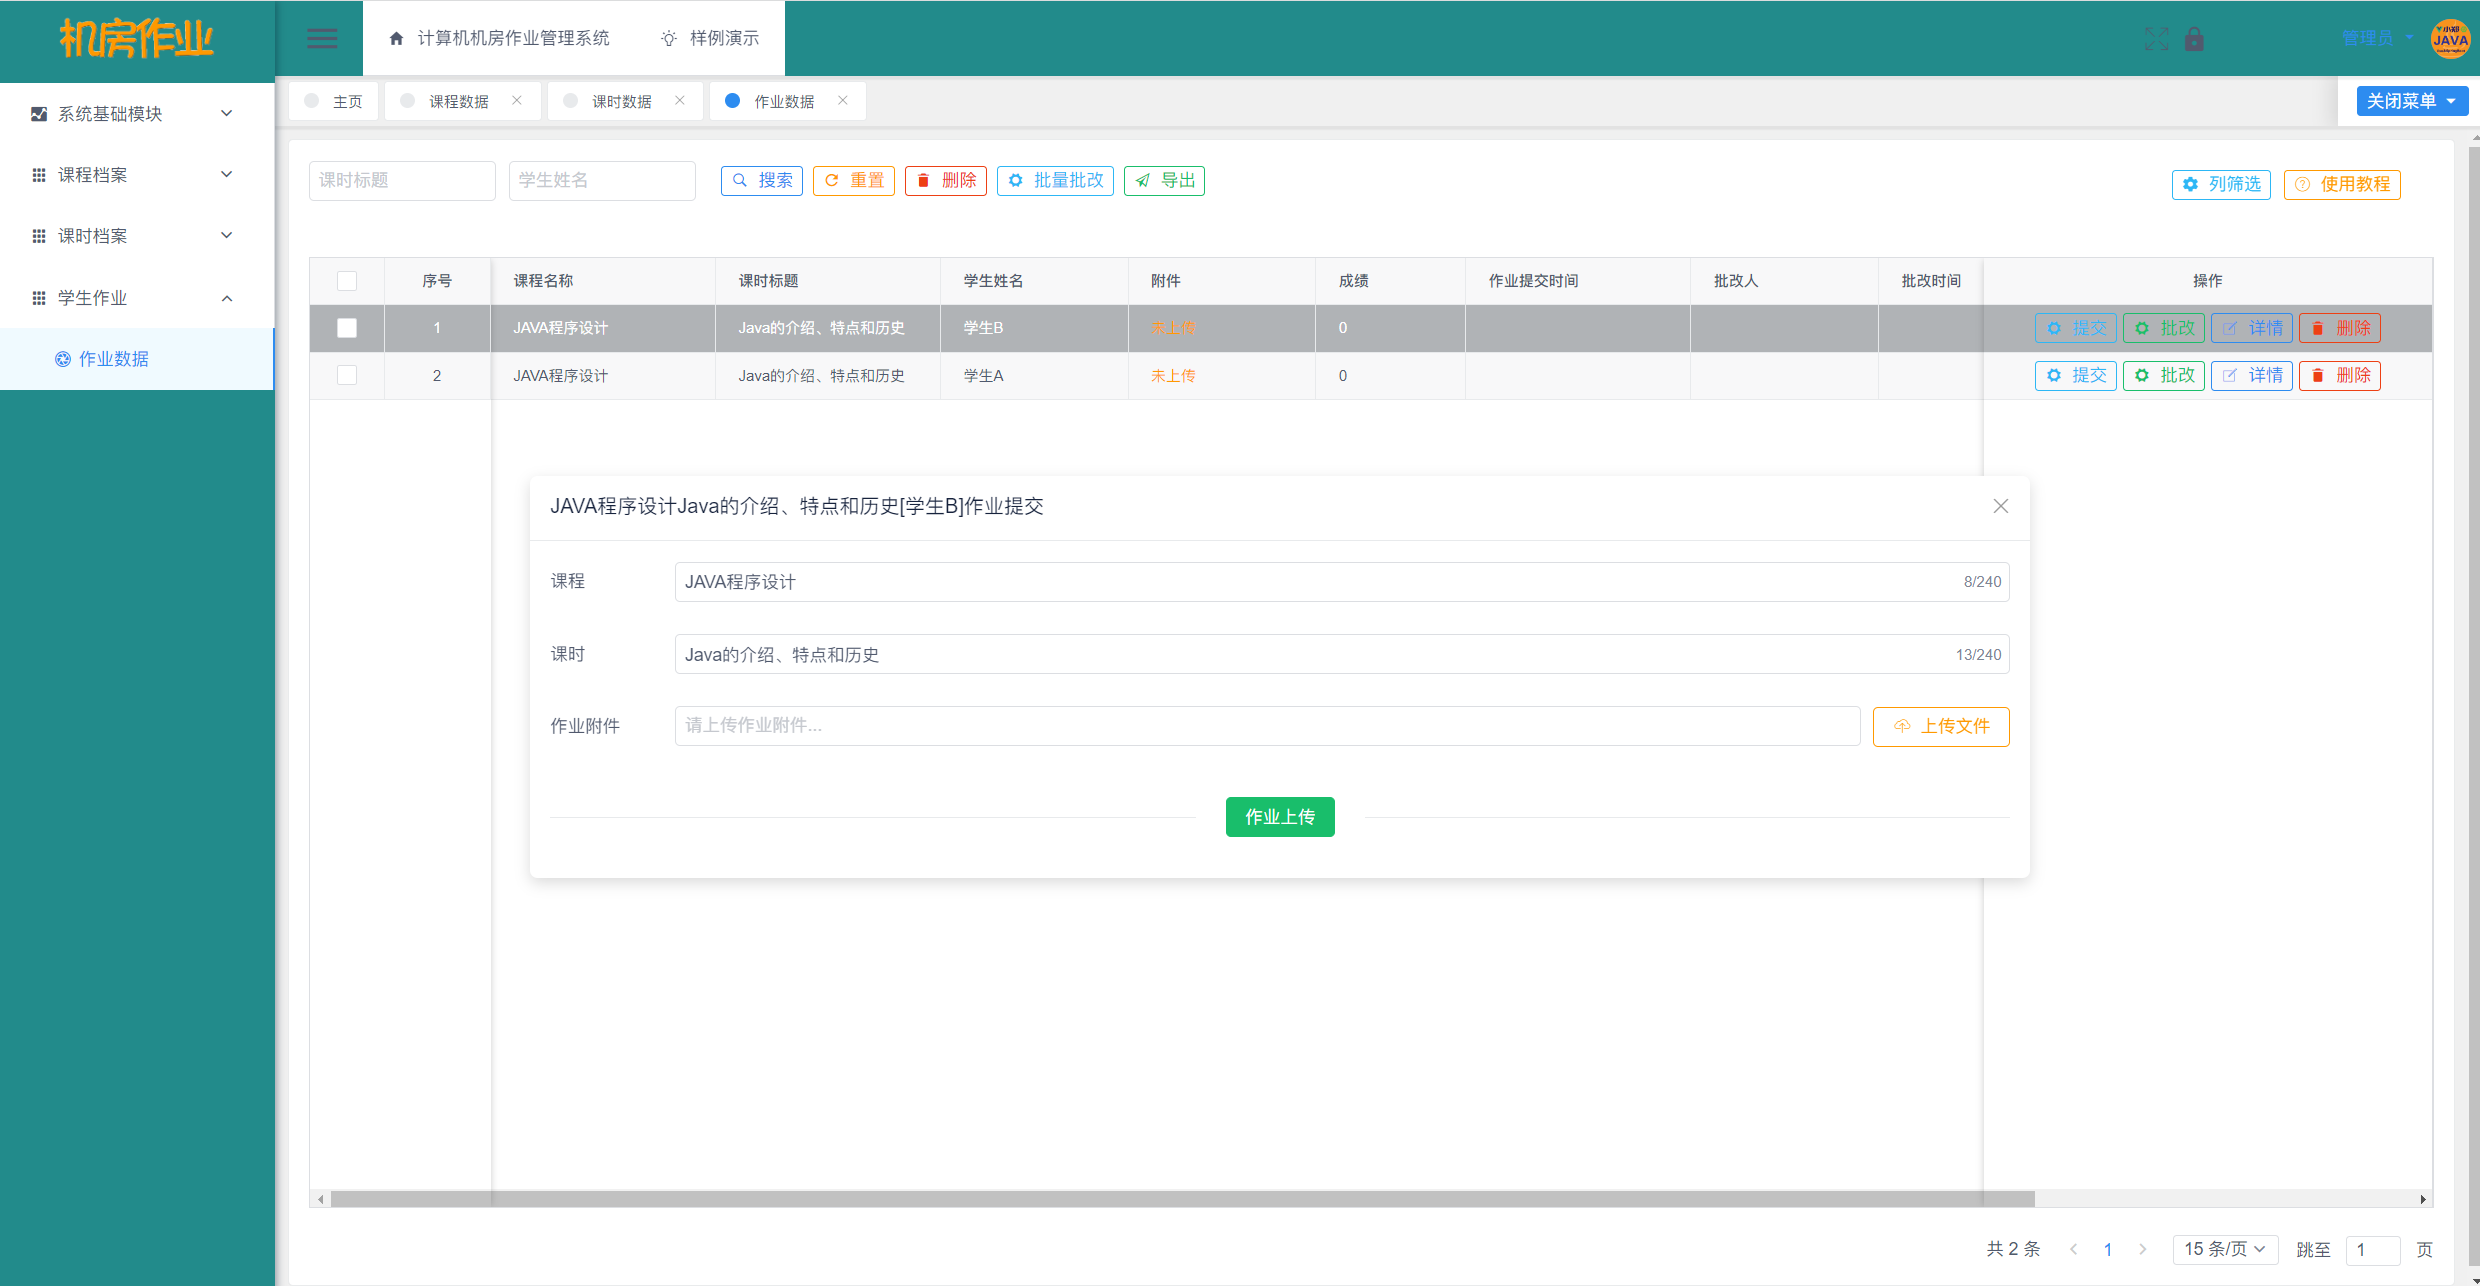 机房作业
计算机机房作业管理系统 样例演示 管理员
小郑
JAVA
系统基础模块
课程档案
课时档案
学生作业
作业数据
主页 课程数据 课时数据 作业数据 关闭菜单
课时标题 学生姓名 搜索 重置 删除 批量批改 导出 列筛选 使用教程
序号 课程名称 课时标题 学生姓名 附件 成绩 作业提交时间 批改人 批改时间 操作
1 JAVA程序设计 Java的介绍、特点和历史 学生B 未上传 0 提交 批改 详情 删除
2 JAVA程序设计 Java的介绍、特点和历史 学生A 未上传 0 提交 批改 详情 删除
JAVA程序设计Java的介绍、特点和历史[学生B]作业提交
课程 JAVA程序设计 8/240
课时 Java的介绍、特点和历史 13/240
作业附件 请上传作业附件... 上传文件
作业上传
共 2 条 1 15 条/页 跳至 1 页